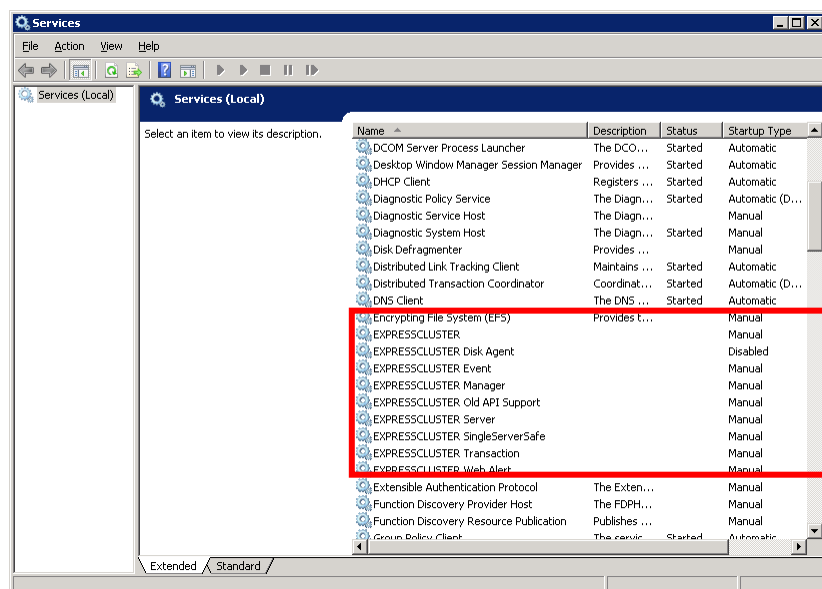 Services
File Action View Help
Services (Local)
Services (Local)
Select an item to view its description.
Name Description Status Startup Type
DCOM Server Process Launcher The DCO... Started Automatic
Desktop Window Manager Session Manager Provides ... Started Automatic
DHCP Client Registers ... Started Automatic
Diagnostic Policy Service The Diagn... Started Automatic (D...
Diagnostic Service Host The Diagn... Manual
Diagnostic System Host The Diagn... Started Manual
Disk Defragmenter Provides ... Manual
Distributed Link Tracking Client Maintains ... Started Automatic
Distributed Transaction Coordinator Coordinat... Started Automatic (D...
DNS Client The DNS ... Started Automatic
Encrypting File System (EFS) Provides t... Manual
EXPRESSCLUSTER Manual
EXPRESSCLUSTER Disk Agent Disabled
EXPRESSCLUSTER Event Manual
EXPRESSCLUSTER Manager Manual
EXPRESSCLUSTER Old API Support Manual
EXPRESSCLUSTER Server Manual
EXPRESSCLUSTER SingleServerSafe Manual
EXPRESSCLUSTER Transaction Manual
EXPRESSCLUSTER Web Alert Manual
Extensible Authentication Protocol The Exten... Manual
Function Discovery Provider Host The FDPH... Manual
Function Discovery Resource Publication Publishes ... Manual
Group Policy Client The servic... Started Automatic
Extended Standard